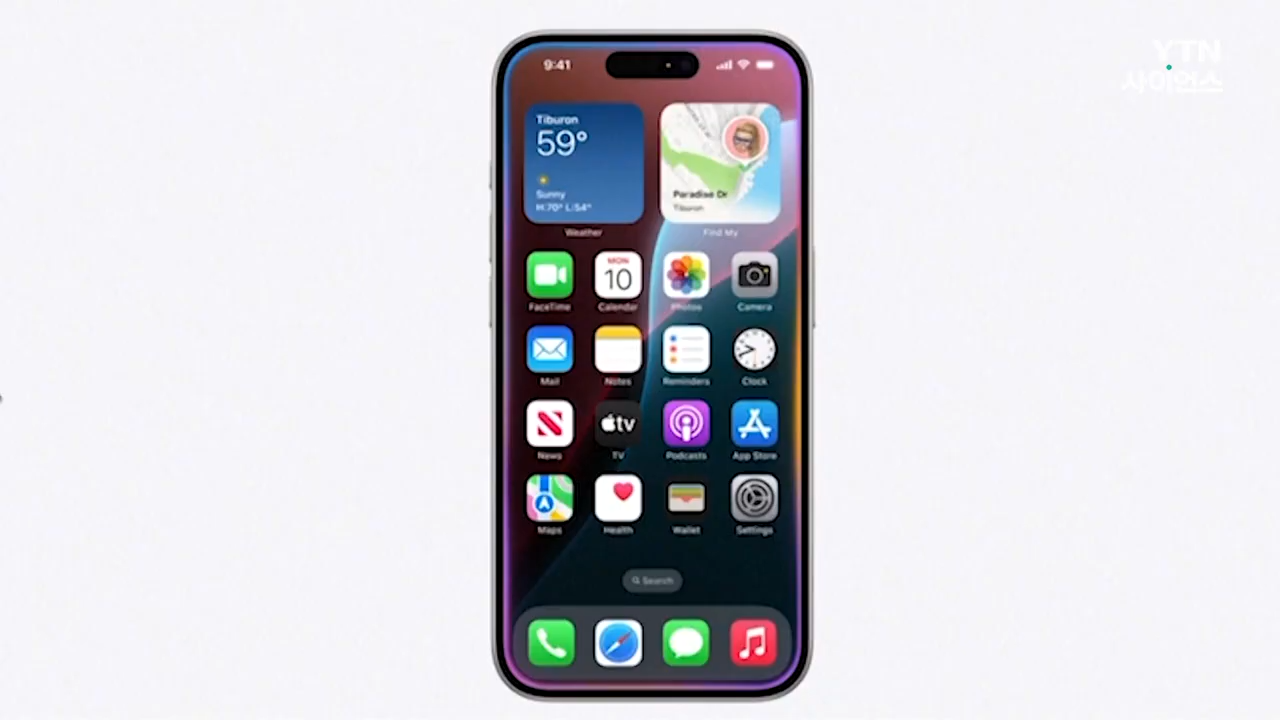 YTN
사이언스
9:41
Tiburon
59°
Sunny
H:70° L:54°
Weather
Paradise Dr
Tiburon
Find My
FaceTime
MON
10
Calendar
Photos
Camera
Mail
Notes
Reminders
Clock
News
tv
TV
Podcasts
App Store
Maps
Health
Wallet
Settings
Search